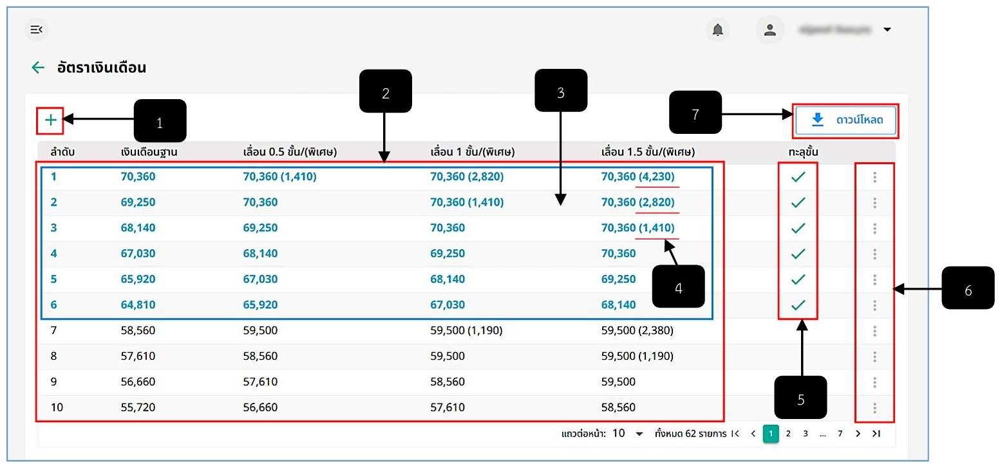 อัตราเงินเดือน
2
3
1
7
ดาวน์โหลด
ลำดับ เงินเดือนฐาน เลื่อน 0.5 ขั้น/(พิเศษ) เลื่อน 1 ขั้น/(พิเศษ) เลื่อน 1.5 ขั้น/(พิเศษ) ทะลุขั้น
1 70,360 70,360 (1,410) 70,360 (2,820) 70,360 (4,230)
2 69,250 70,360 70,360 (1,410) 70,360 (2,820)
3 68,140 69,250 70,360 70,360 (1,410)
4 67,030 68,140 69,250 70,360
5 65,920 67,030 68,140 69,250
4
6
6 64,810 65,920 67,030 68,140
7 58,560 59,500 59,500 (1,190) 59,500 (2,380)
8 57,610 58,560 59,500 59,500 (1,190)
9 56,660 57,610 58,560 59,500
5
10 55,720 56,660 57,610 58,560
แถวต่อหน้า: 10 ทั้งหมด 62 รายการ 1 2 3 ... 7